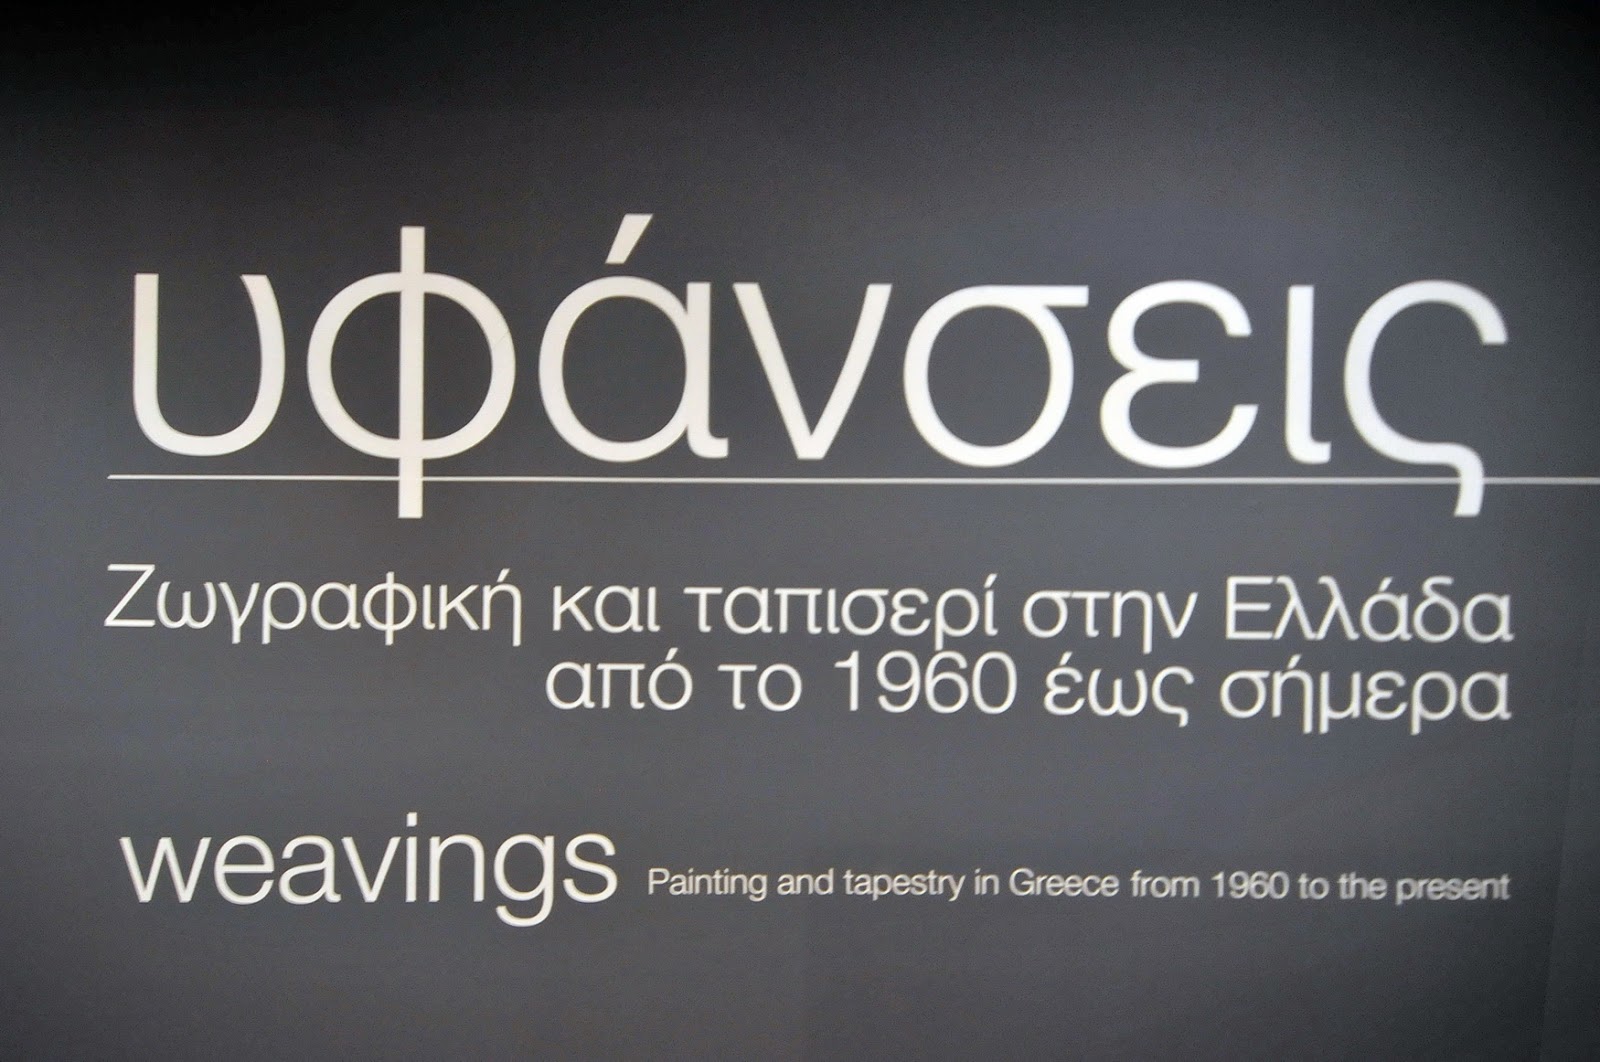 υφάνσεις
Ζωγραφική και ταπισερί στην Ελλάδα
από το 1960 έως σήμερα
weavings Painting and tapestry in Greece from 1960 to the present